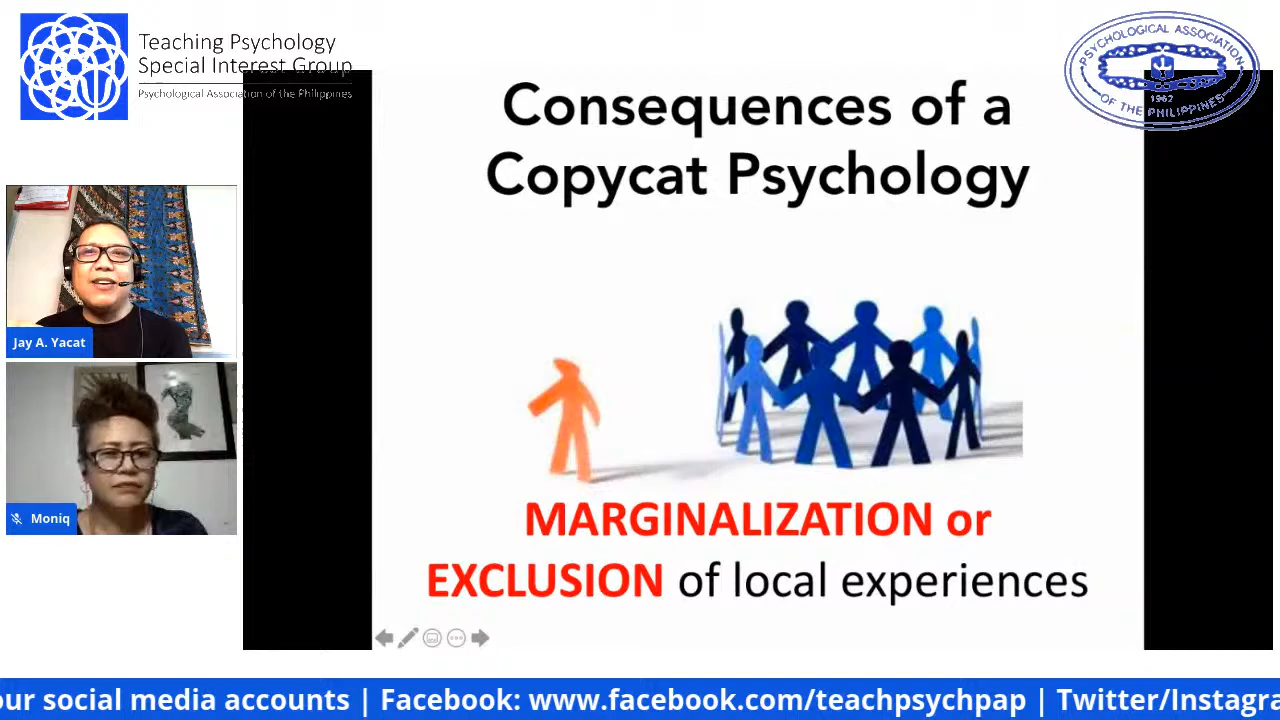 Teaching Psychology
Special Interest Group
Psychological Association of the Philippines
PSYCHOLOGICAL ASSOCIATION
OF THE PHILIPPINES
1962
Consequences of a
Copycat Psychology
Jay A. Yacat
Moniq
MARGINALIZATION or
EXCLUSION of local experiences
our social media accounts | Facebook: www.facebook.com/teachpsychpap | Twitter/Instagra